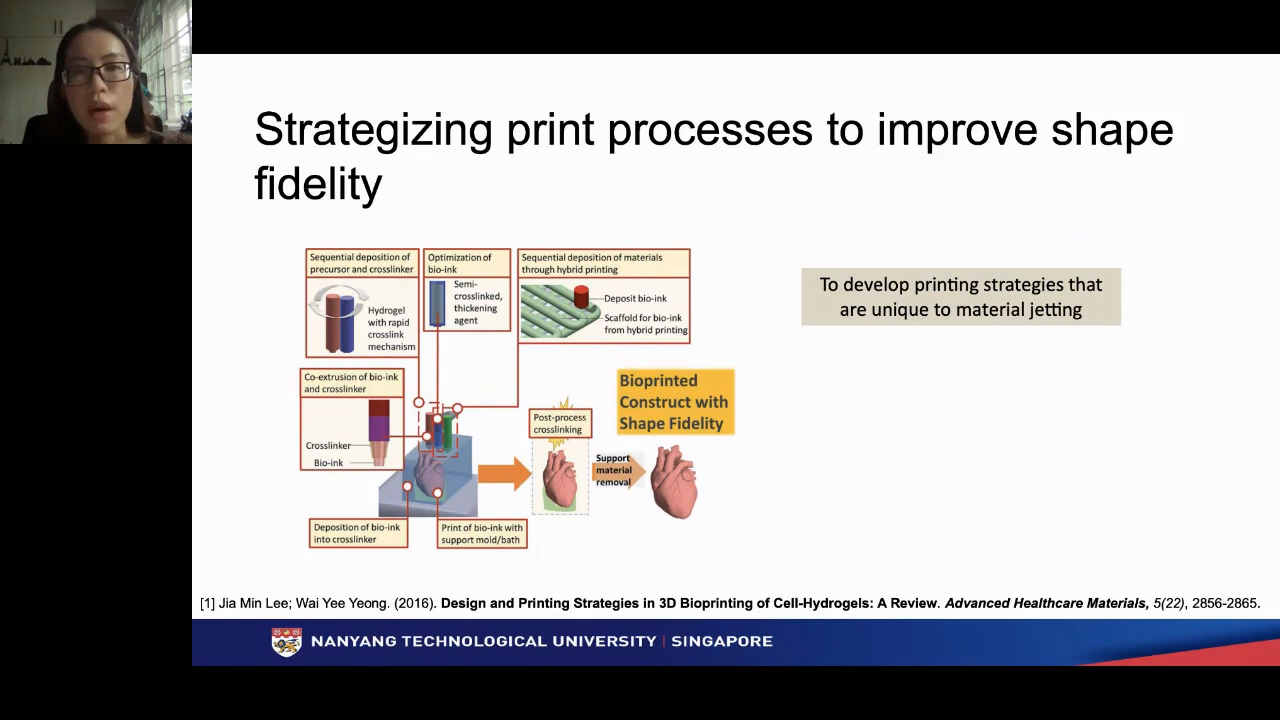 Strategizing print processes to improve shape
fidelity
Sequential deposition of
precursor and crosslinker
Hydrogel
with rapid
crosslink
mechanism
Optimization of
bio-ink
Semi-
crosslinked,
thickening
agent
Sequential deposition of materials
through hybrid printing
Deposit bio-ink
Scaffold for bio-ink
from hybrid printing
To develop printing strategies that
are unique to material jetting
Co-extrusion of bio-ink
and crosslinker
Crosslinker
Bio-ink
Post-process
crosslinking
Bioprinted
Construct with
Shape Fidelity
Support
material
removal
Deposition of bio-ink
into crosslinker
Print of bio-ink with
support mold/bath
[1] Jia Min Lee; Wai Yee Yeong. (2016). Design and Printing Strategies in 3D Bioprinting of Cell-Hydrogels: A Review. Advanced Healthcare Materials, 5(22), 2856-2865.
NANYANG TECHNOLOGICAL UNIVERSITY | SINGAPORE